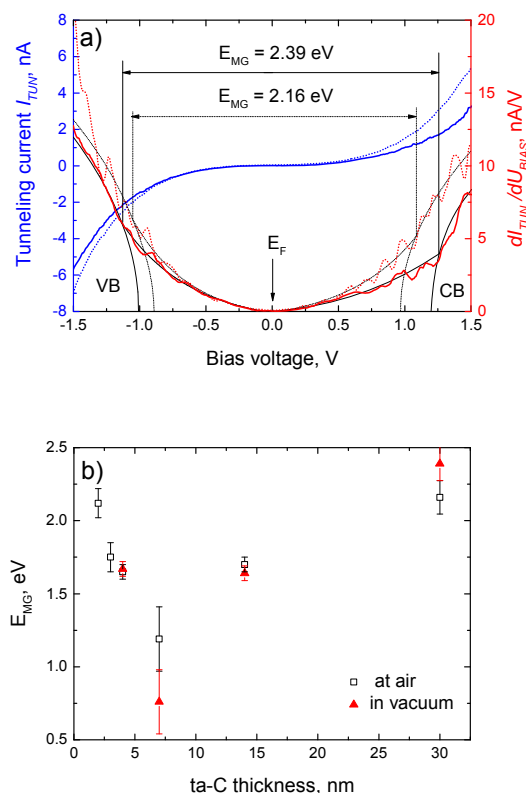 a)
E_MG = 2.39 eV
E_MG = 2.16 eV
E_F
VB
CB
8
6
4
2
0
-2
-4
-6
-8
Tunneling current I_TUN, nA
20
15
10
5
0
dI_TUN/dU_BIAS, nA/V
-1.5 -1.0 -0.5 0.0 0.5 1.0 1.5
Bias voltage, V
b)
2.5
2.0
1.5
1.0
0.5
E_MG, eV
at air
in vacuum
0 5 10 15 20 25 30
ta-C thickness, nm